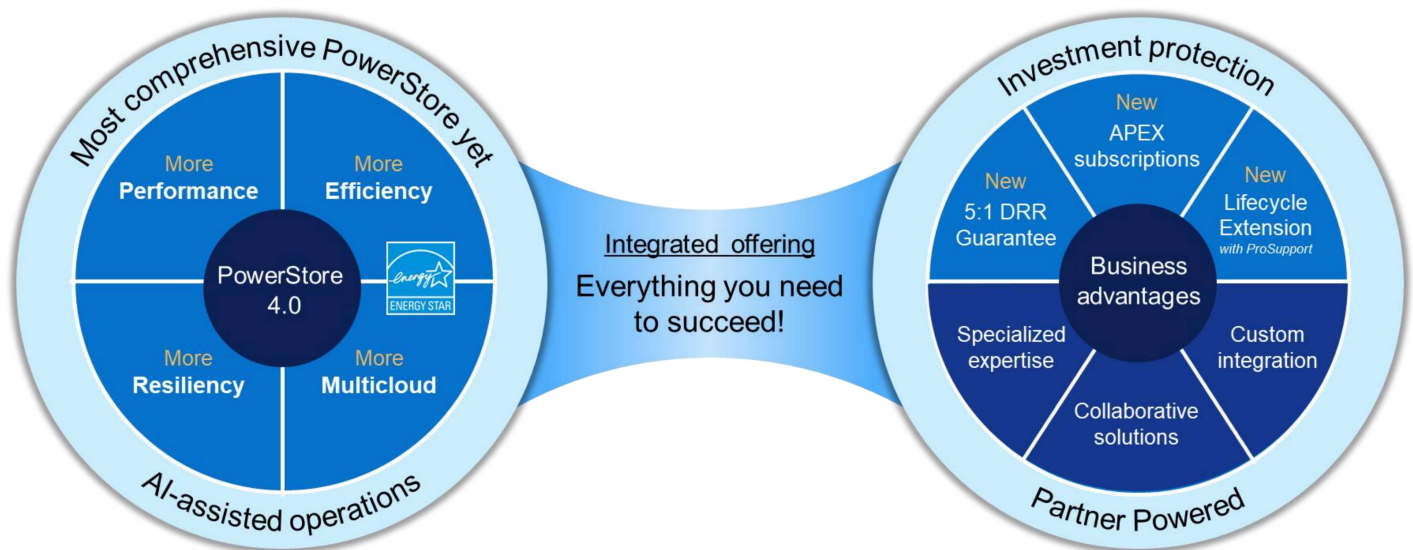 Most comprehensive PowerStore yet
More
Performance
More
Efficiency
PowerStore
4.0
energy
ENERGY STAR
More
Resiliency
More
Multicloud
AI-assisted operations
Integrated offering
Everything you need
to succeed!
Investment protection
New
5:1 DRR
Guarantee
New
APEX
subscriptions
New
Lifecycle
Extension
with ProSupport
Business
advantages
Specialized
expertise
Collaborative
solutions
Custom
integration
Partner Powered